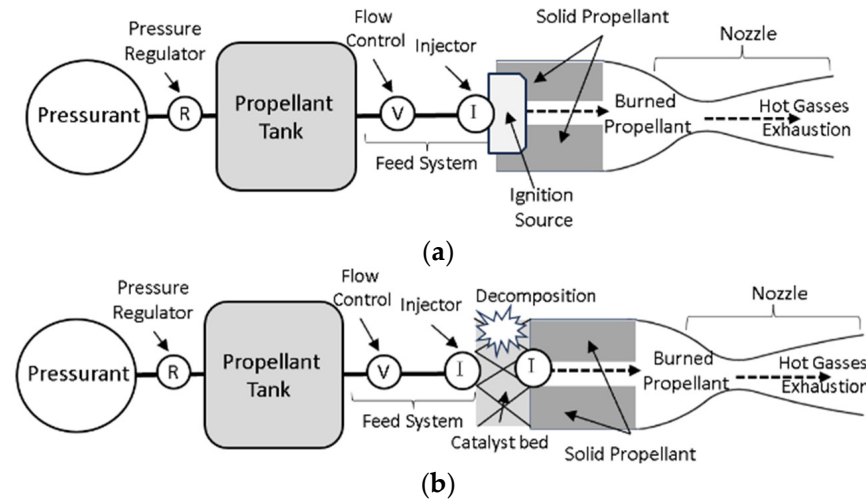 Pressure
Regulator
Flow
Control
Injector
Solid Propellant
Nozzle
Pressurant
R
Propellant
Tank
V
I
Burned
Propellant
Hot Gasses
Exhaustion
Feed System
Ignition
Source
(a)
Pressure
Regulator
Flow
Control
Injector
Decomposition
Nozzle
Pressurant
R
Propellant
Tank
V
I
I
Burned
Propellant
Hot Gasses
Exhaustion
Feed System
Catalyst bed
Solid Propellant
(b)